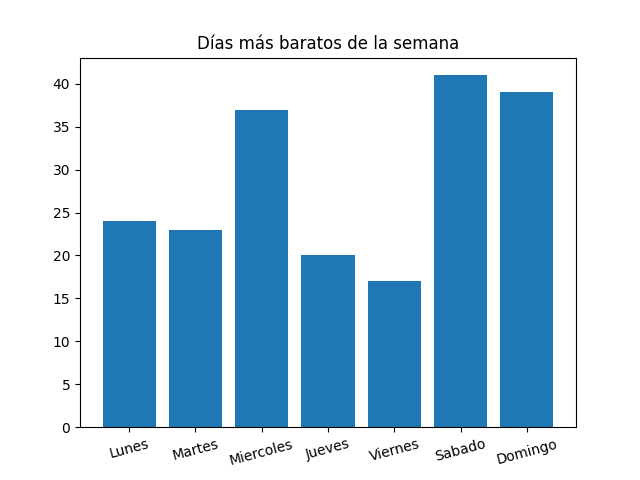 Días más baratos de la semana
40
35
30
25
20
15
10
5
0
Lunes
Martes
Miercoles
Jueves
Viernes
Sabado
Domingo